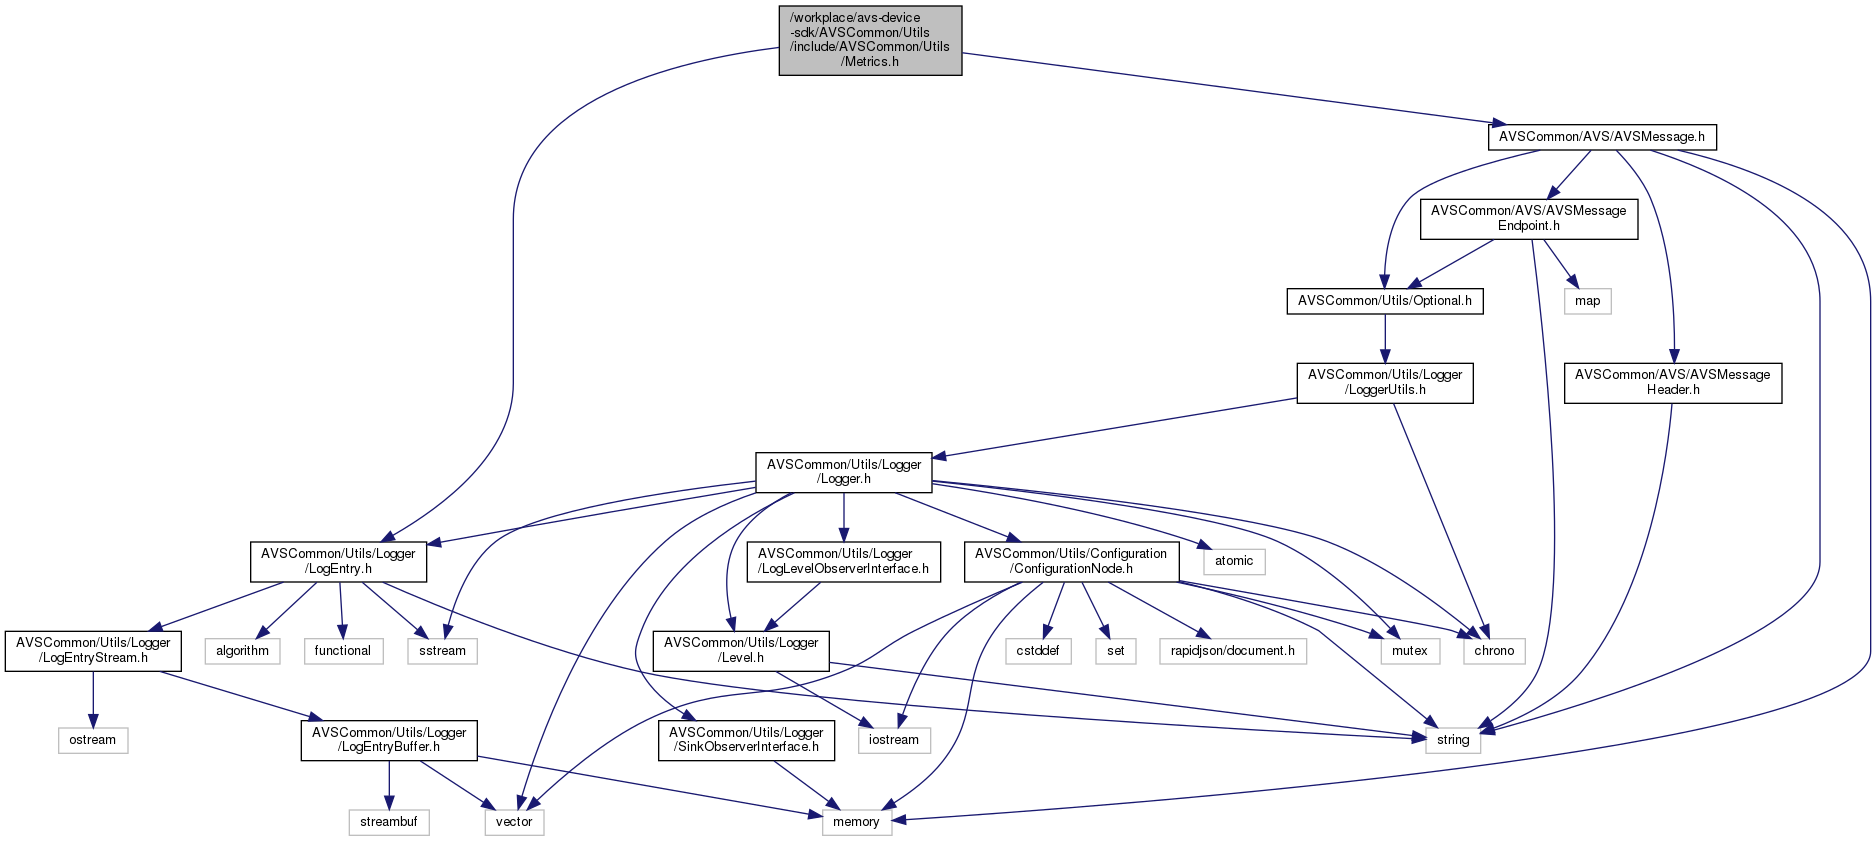 /workplace/avs-device
-sdk/AVSCommon/Utils
/include/AVSCommon/Utils
/Metrics.h
AVSCommon/AVS/AVSMessage.h
AVSCommon/AVS/AVSMessage
Endpoint.h
AVSCommon/Utils/Optional.h
map
AVSCommon/Utils/Logger
/LoggerUtils.h
AVSCommon/AVS/AVSMessage
Header.h
AVSCommon/Utils/Logger
/Logger.h
AVSCommon/Utils/Logger
/LogEntry.h
AVSCommon/Utils/Logger
/LogLevelObserverInterface.h
AVSCommon/Utils/Configuration
/ConfigurationNode.h
atomic
AVSCommon/Utils/Logger
/LogEntryStream.h
algorithm
functional
sstream
AVSCommon/Utils/Logger
/Level.h
cstddef
set
rapidjson/document.h
mutex
chrono
ostream
AVSCommon/Utils/Logger
/LogEntryBuffer.h
AVSCommon/Utils/Logger
/SinkObserverInterface.h
iostream
string
streambuf
vector
memory